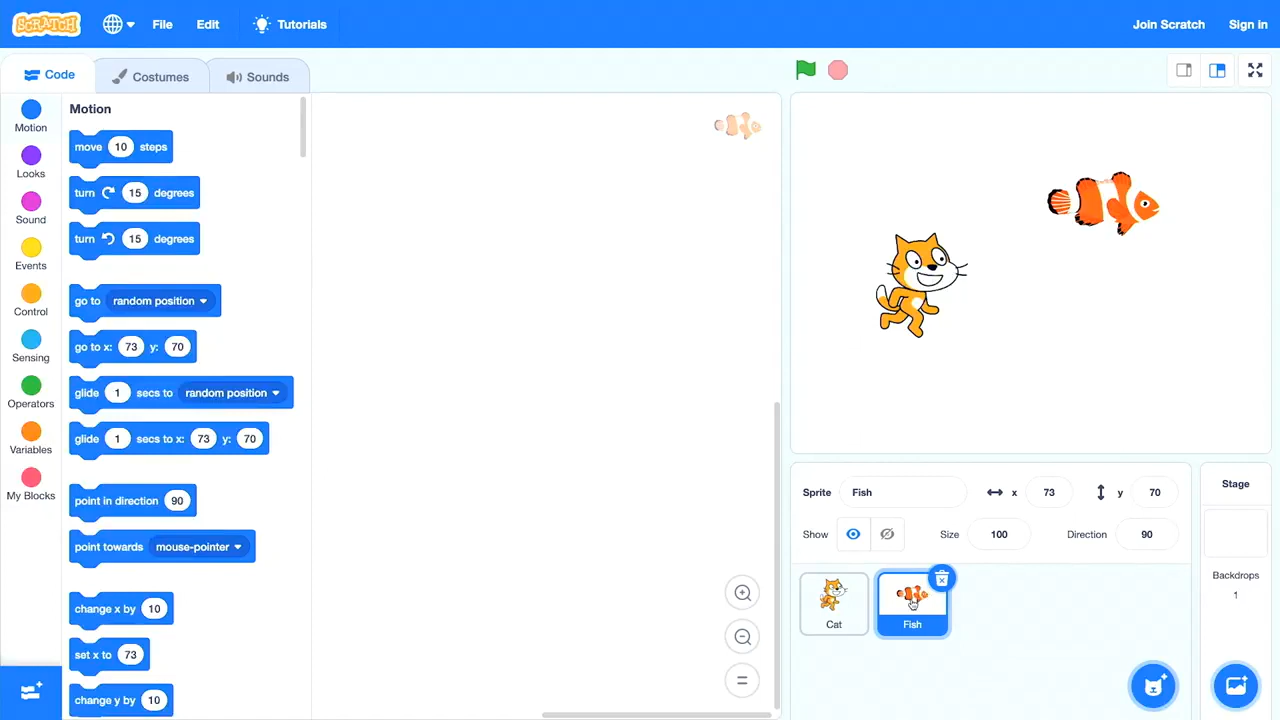 SCRATCH File Edit Tutorials Join Scratch Sign in
Code Costumes Sounds
Motion
Looks
Sound
Events
Control
Sensing
Operators
Variables
My Blocks
Motion
move 10 steps
turn 15 degrees
turn 15 degrees
go to random position
go to x: 73 y: 70
glide 1 secs to random position
glide 1 secs to x: 73 y: 70
point in direction 90
point towards mouse-pointer
change x by 10
set x to 73
change y by 10
Sprite Fish x 73 y 70
Show Size 100 Direction 90
Cat Fish
Stage
Backdrops
1